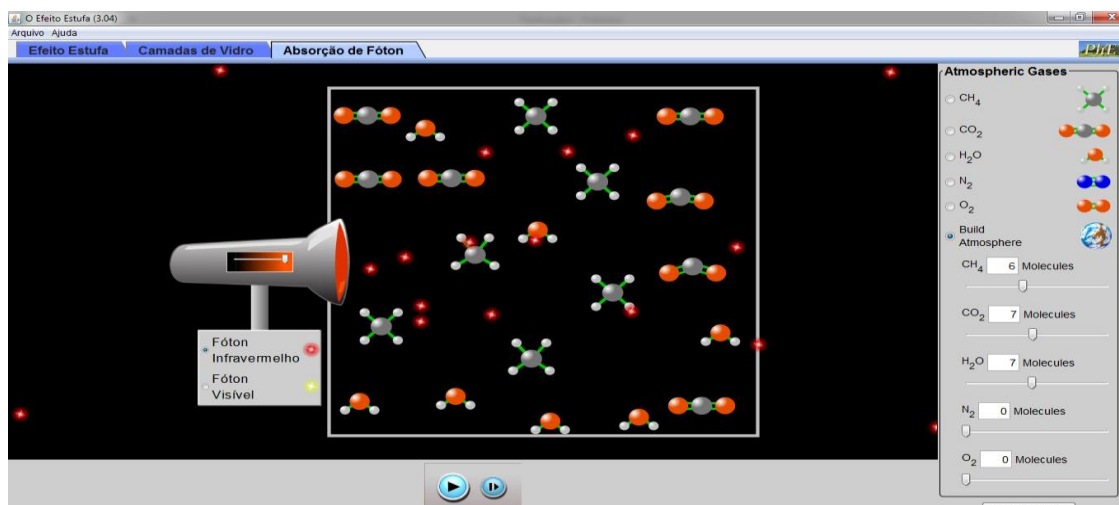 O Efeito Estufa (3.04)
Arquivo Ajuda
Efeito Estufa
Camadas de Vidro
Absorção de Fóton
PhET
Atmospheric Gases
CH4
CO2
H2O
N2
O2
Build
Atmosphere
CH4 6 Molecules
CO2 7 Molecules
H2O 7 Molecules
N2 0 Molecules
O2 0 Molecules
Fóton
Infravermelho
Fóton
Visível